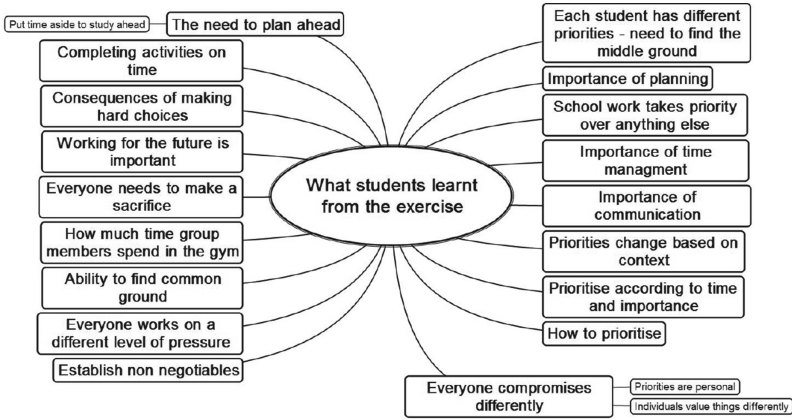 What students learnt
from the exercise
Put time aside to study ahead
The need to plan ahead
Completing activities on
time
Consequences of making
hard choices
Working for the future is
important
Everyone needs to make a
sacrifice
How much time group
members spend in the gym
Ability to find common
ground
Everyone works on a
different level of pressure
Establish non negotiables
Each student has different
priorities - need to find the
middle ground
Importance of planning
School work takes priority
over anything else
Importance of time
managment
Importance of
communication
Priorities change based on
context
Prioritise according to time
and importance
How to prioritise
Everyone compromises
differently
Priorities are personal
Individuals value things differently